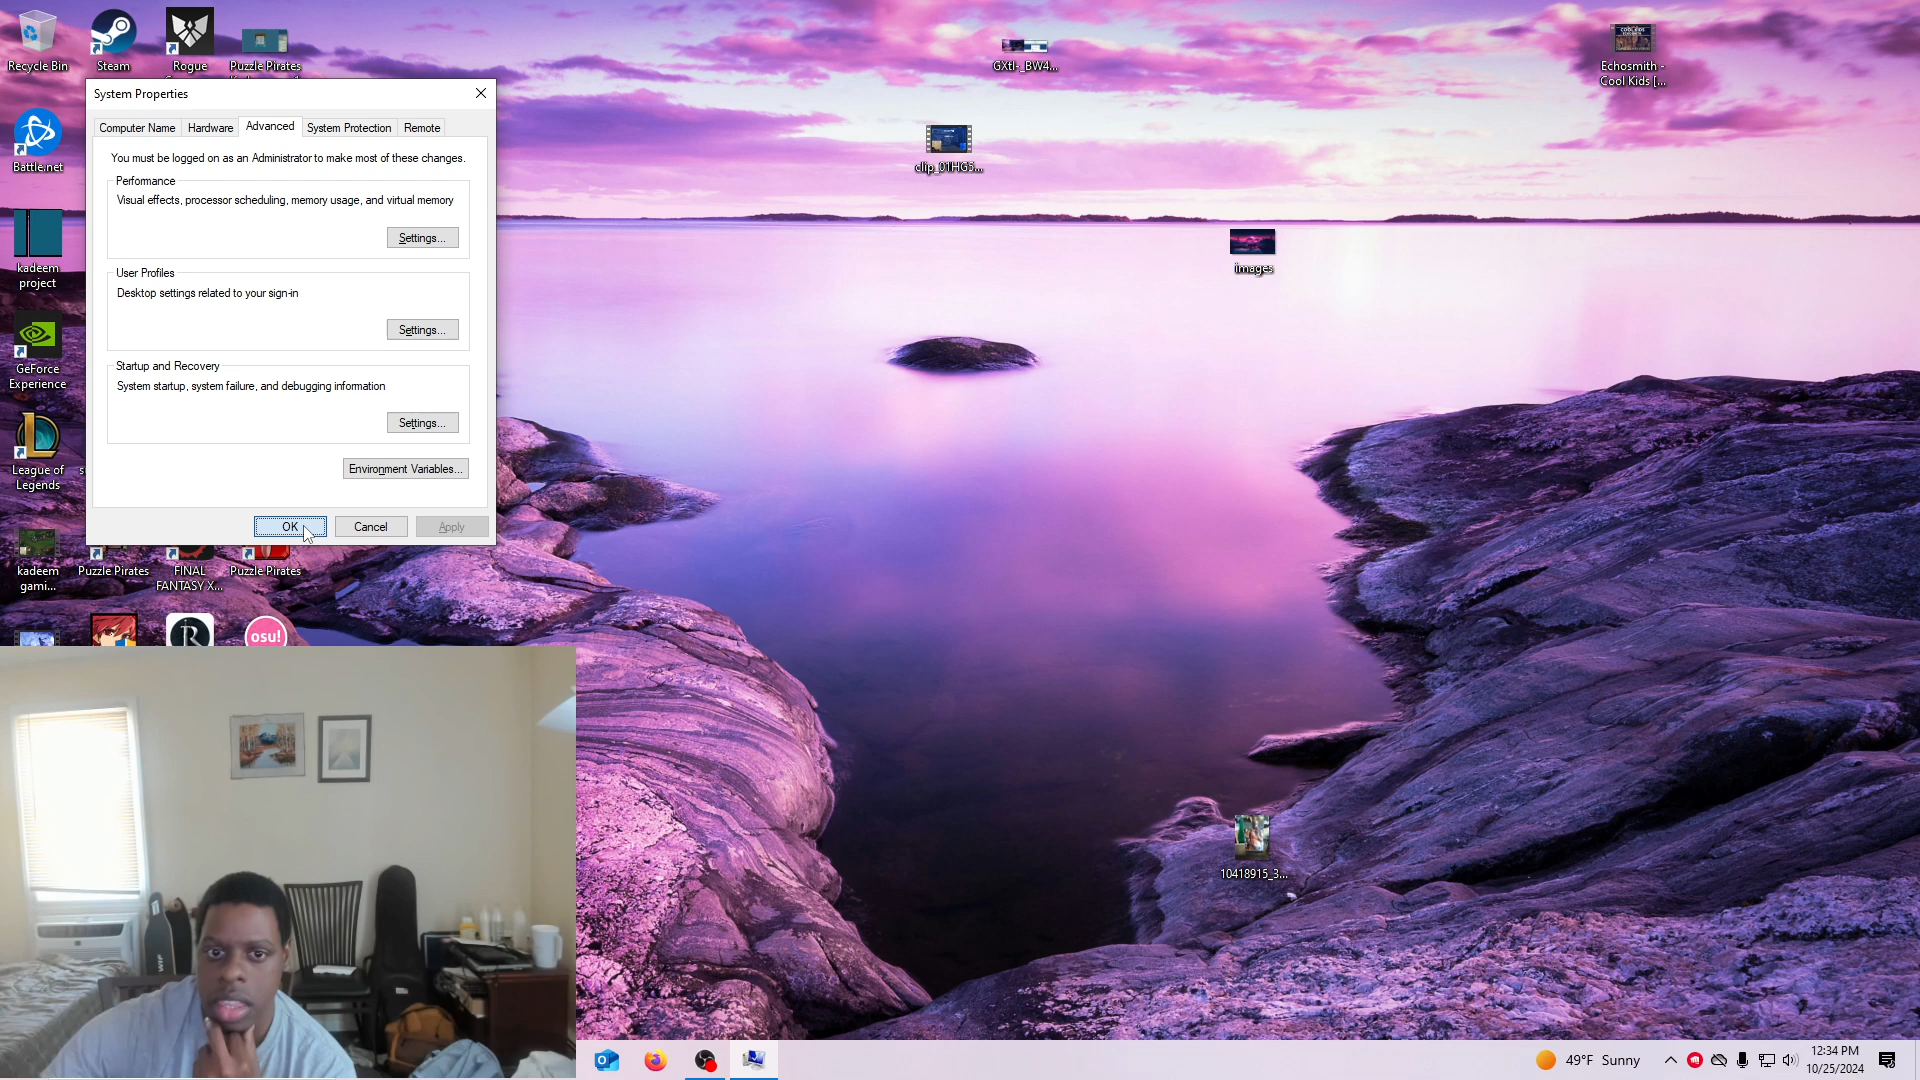 Recycle Bin
Steam
Rogue
Puzzle Pirates
GXtl-_BW4...
Echosmith -
Cool Kids [...
System Properties
Computer Name
Hardware
Advanced
System Protection
Remote
You must be logged on as an Administrator to make most of these changes.
Performance
Visual effects, processor scheduling, memory usage, and virtual memory
Settings...
User Profiles
Desktop settings related to your sign-in
Settings...
Startup and Recovery
System startup, system failure, and debugging information
Settings...
Environment Variables...
OK
Cancel
Apply
Battle.net
clip_01HG5...
kadeem
project
images
GeForce
Experience
League of
Legends
kadeem
gami...
Puzzle Pirates
FINAL
FANTASY X...
Puzzle Pirates
osu!
10418915_3...
49°F Sunny
12:34 PM
10/25/2024